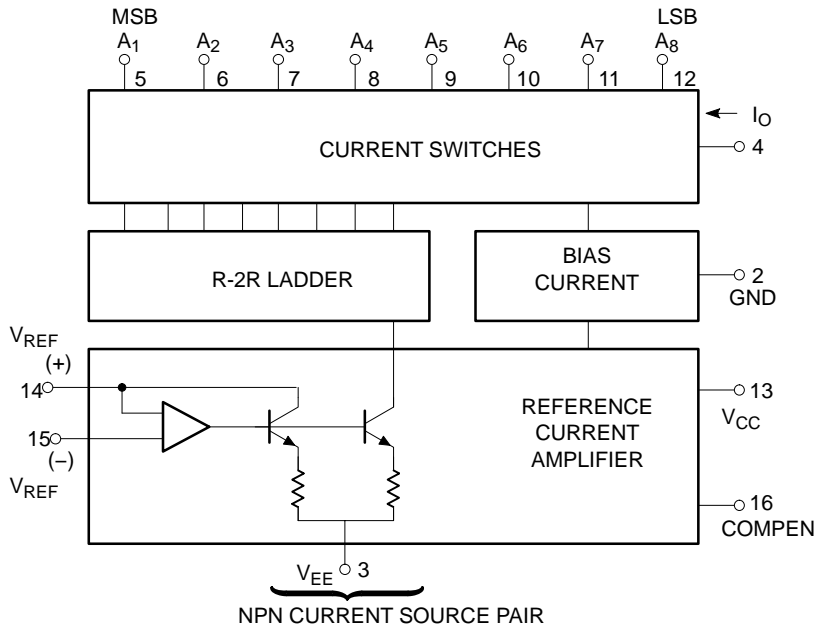 MSB LSB
A1 A2 A3 A4 A5 A6 A7 A8
5 6 7 8 9 10 11 12
IO
CURRENT SWITCHES
4
R-2R LADDER
BIAS
CURRENT
2
GND
VREF
(+)
14
15
(–)
VREF
REFERENCE
CURRENT
AMPLIFIER
13
VCC
16
COMPEN
VEE 3
NPN CURRENT SOURCE PAIR